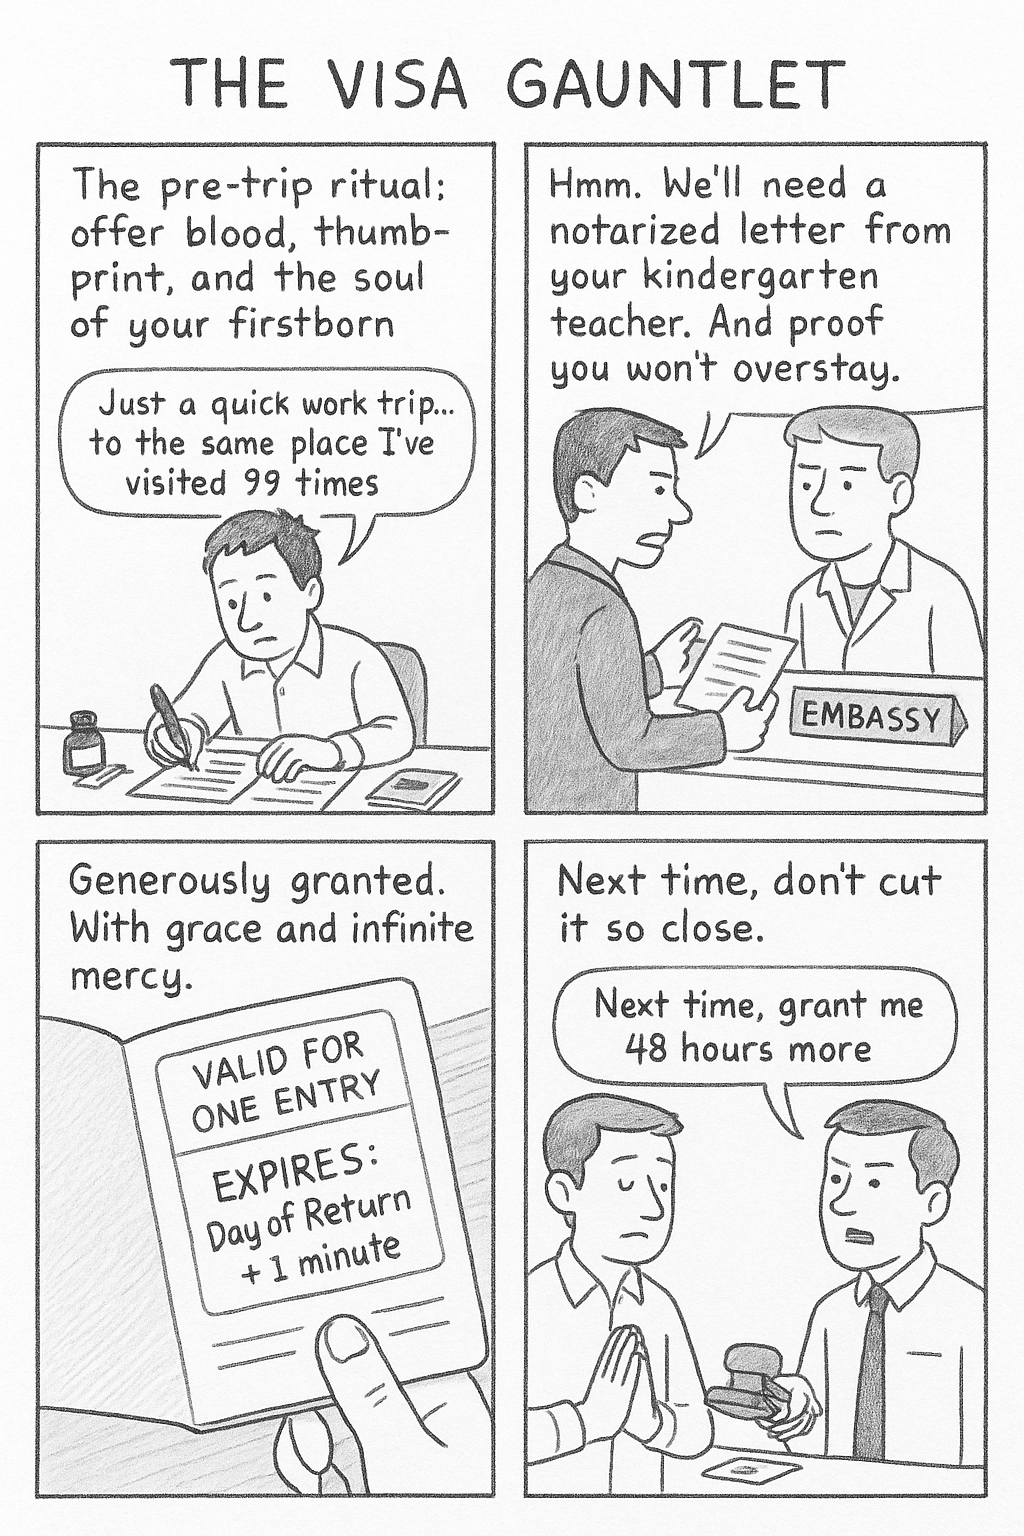 THE VISA GAUNTLET
The pre-trip ritual:
offer blood, thumb-
print, and the soul
of your firstborn
Just a quick work trip...
to the same place I've
visited 99 times
Hmm. We'll need a
notarized letter from
your kindergarten
teacher. And proof
you won't overstay.
EMBASSY
Generously granted.
With grace and infinite
mercy.
VALID FOR
ONE ENTRY
EXPIRES:
Day of Return
+ 1 minute
Next time, don't cut
it so close.
Next time, grant me
48 hours more